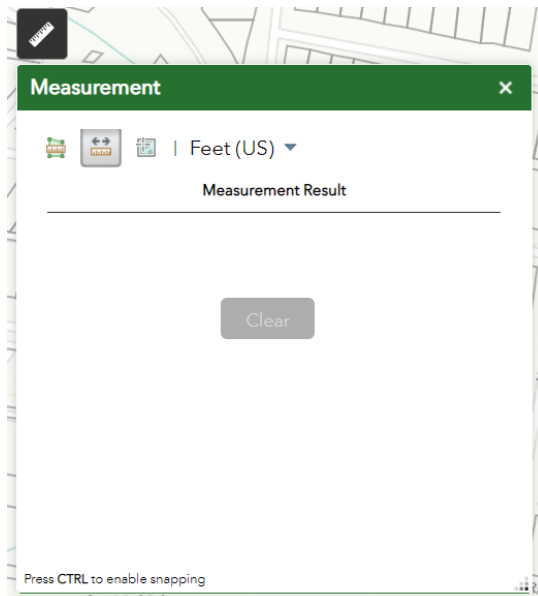 Measurement
Feet (US)
Measurement Result
Clear
Press CTRL to enable snapping